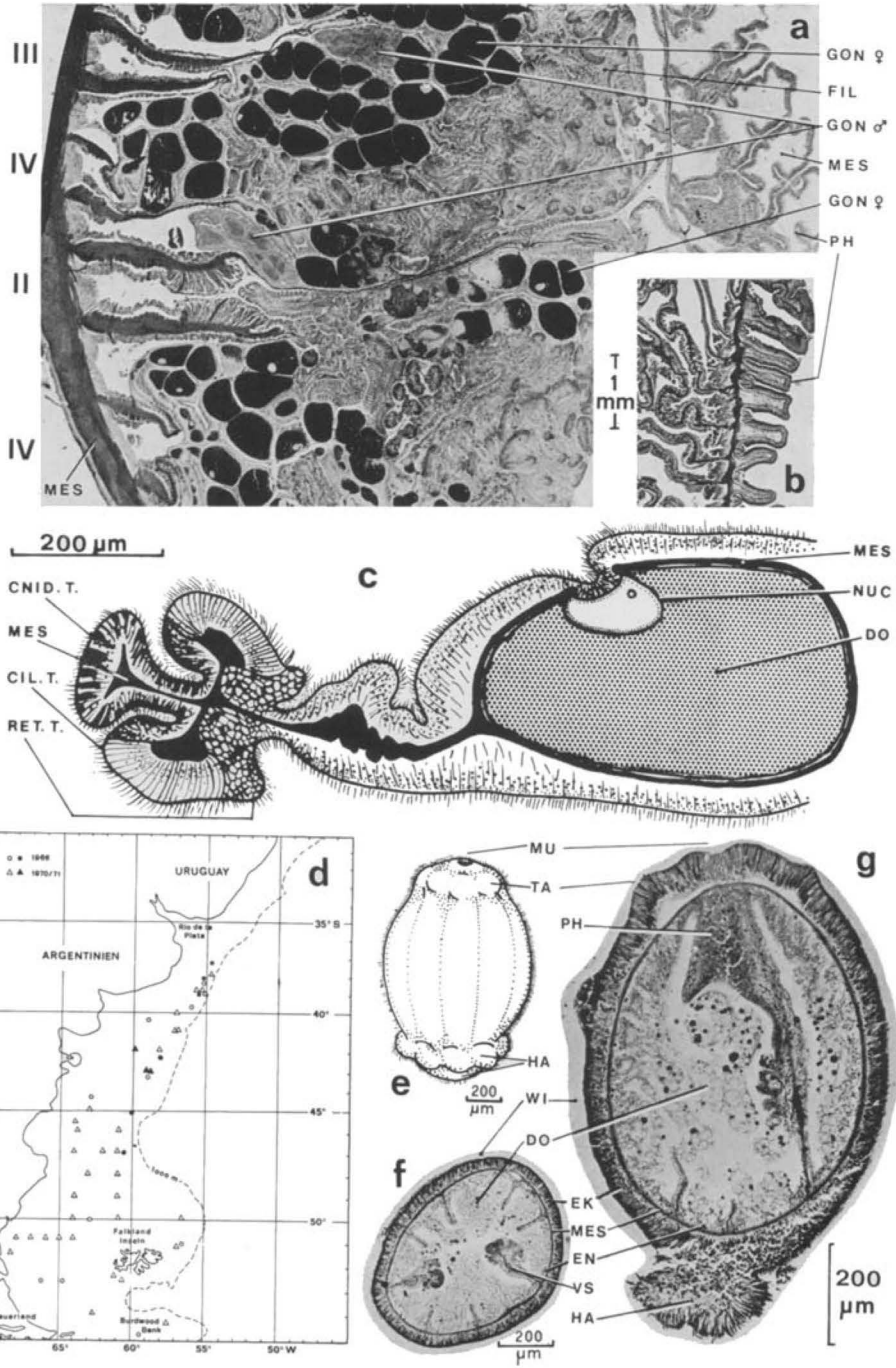 III
IV
II
IV
MES
a
GON ♀
FIL
GON ♂
MES
GON ♀
PH
1
mm
b
200 µm
c
CNID. T.
MES
CIL. T.
RET. T.
MES
NUC
DO
d
1966
1970/71
URUGUAY
Rio de la
Plata
ARGENTINIEN
35°S
40°
45°
50°
1000 m
Falkland
Inseln
Burdwood
Bank
euerland
65°
60°
55°
50°W
MU
TA
PH
HA
e
200
µm
WI
DO
f
EK
MES
EN
VS
HA
200
µm
g
200
µm